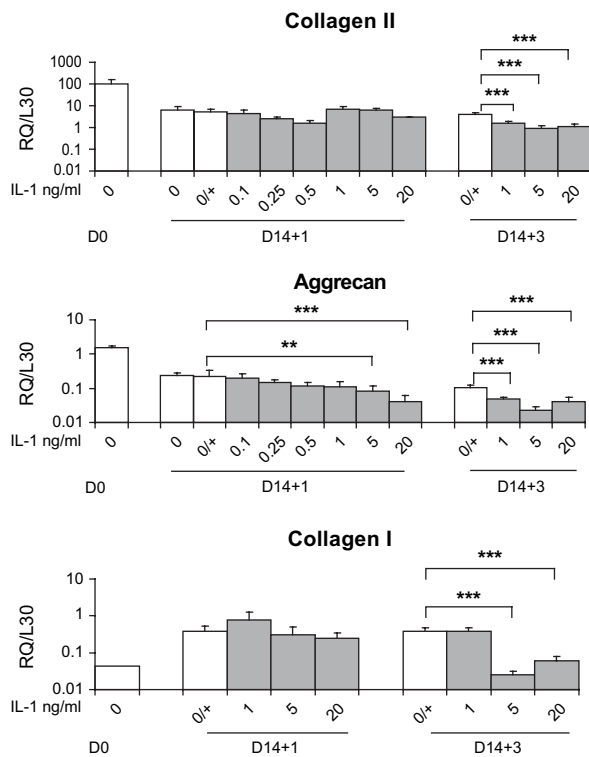 Collagen II
***
***
***
RQ/L30
1000
100
10
1
0.1
0.01
IL-1 ng/ml
0 0 0/+ 0.1 0.25 0.5 1 5 20 0/+ 1 5 20
D0 D14+1 D14+3
Aggrecan
***
***
**
***
***
RQ/L30
10
1
0.1
0.01
IL-1 ng/ml
0 0 0/+ 0.1 0.25 0.5 1 5 20 0/+ 1 5 20
D0 D14+1 D14+3
Collagen I
***
***
RQ/L30
10
1
0.1
0.01
IL-1 ng/ml
0 0/+ 1 5 20 0/+ 1 5 20
D0 D14+1 D14+3